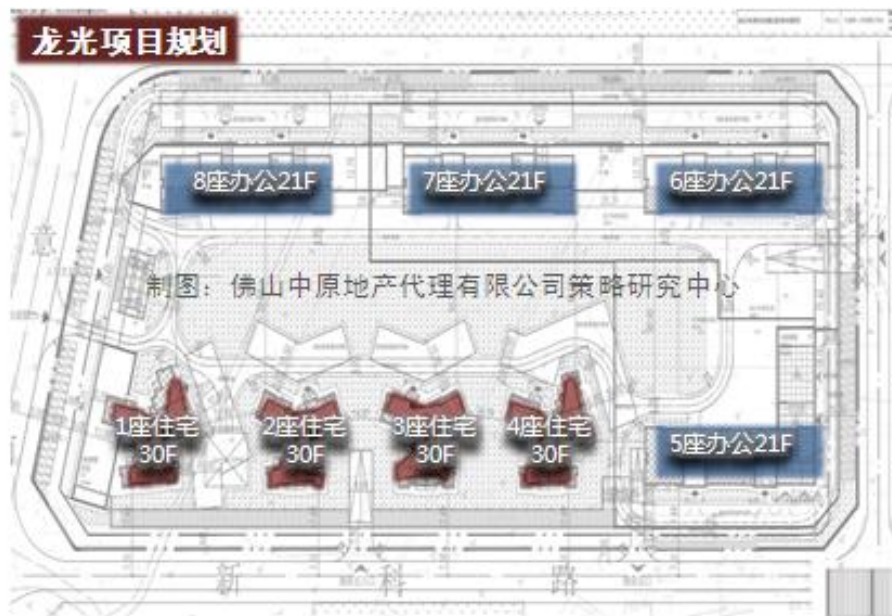 龙光项目规划
8座办公21F
7座办公21F
6座办公21F
意
制图：佛山中原地产代理有限公司策略研究中心
1座住宅
30F
2座住宅
30F
3座住宅
30F
4座住宅
30F
5座办公21F
新科路